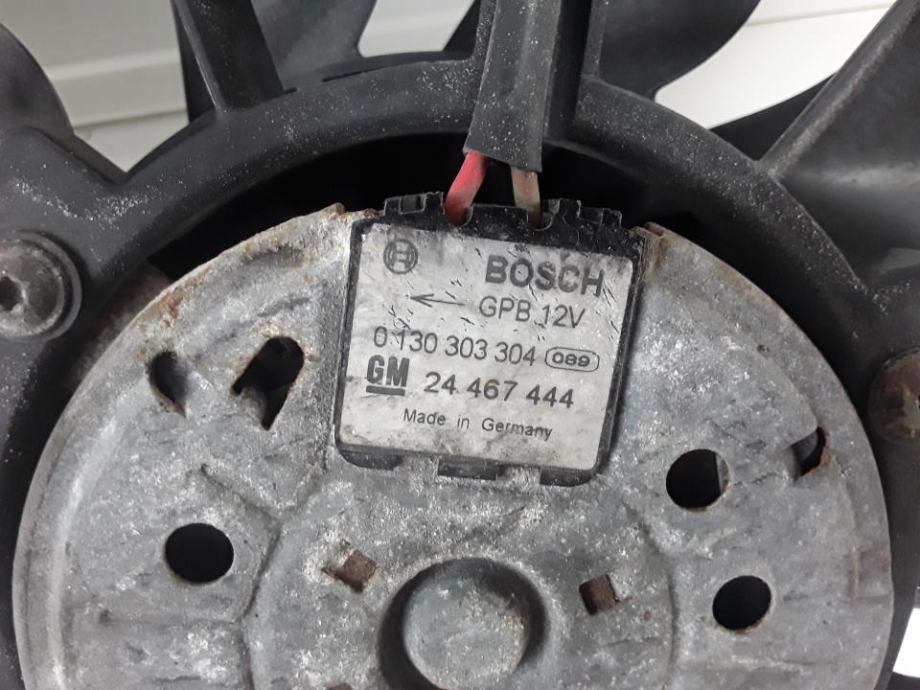 BOSCH
GPB 12V
0 130 303 304 089
GM 24 467 444
Made in Germany